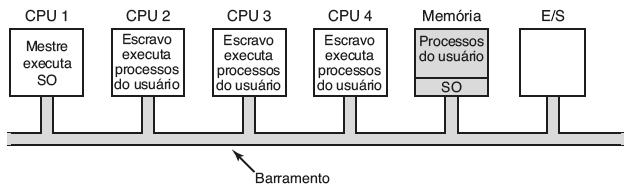 CPU 1
CPU 2
CPU 3
CPU 4
Memória
E/S
Mestre
executa
SO
Escravo
executa
processos
do usuário
Escravo
executa
processos
do usuário
Escravo
executa
processos
do usuário
Processos
do usuário
SO
Barramento